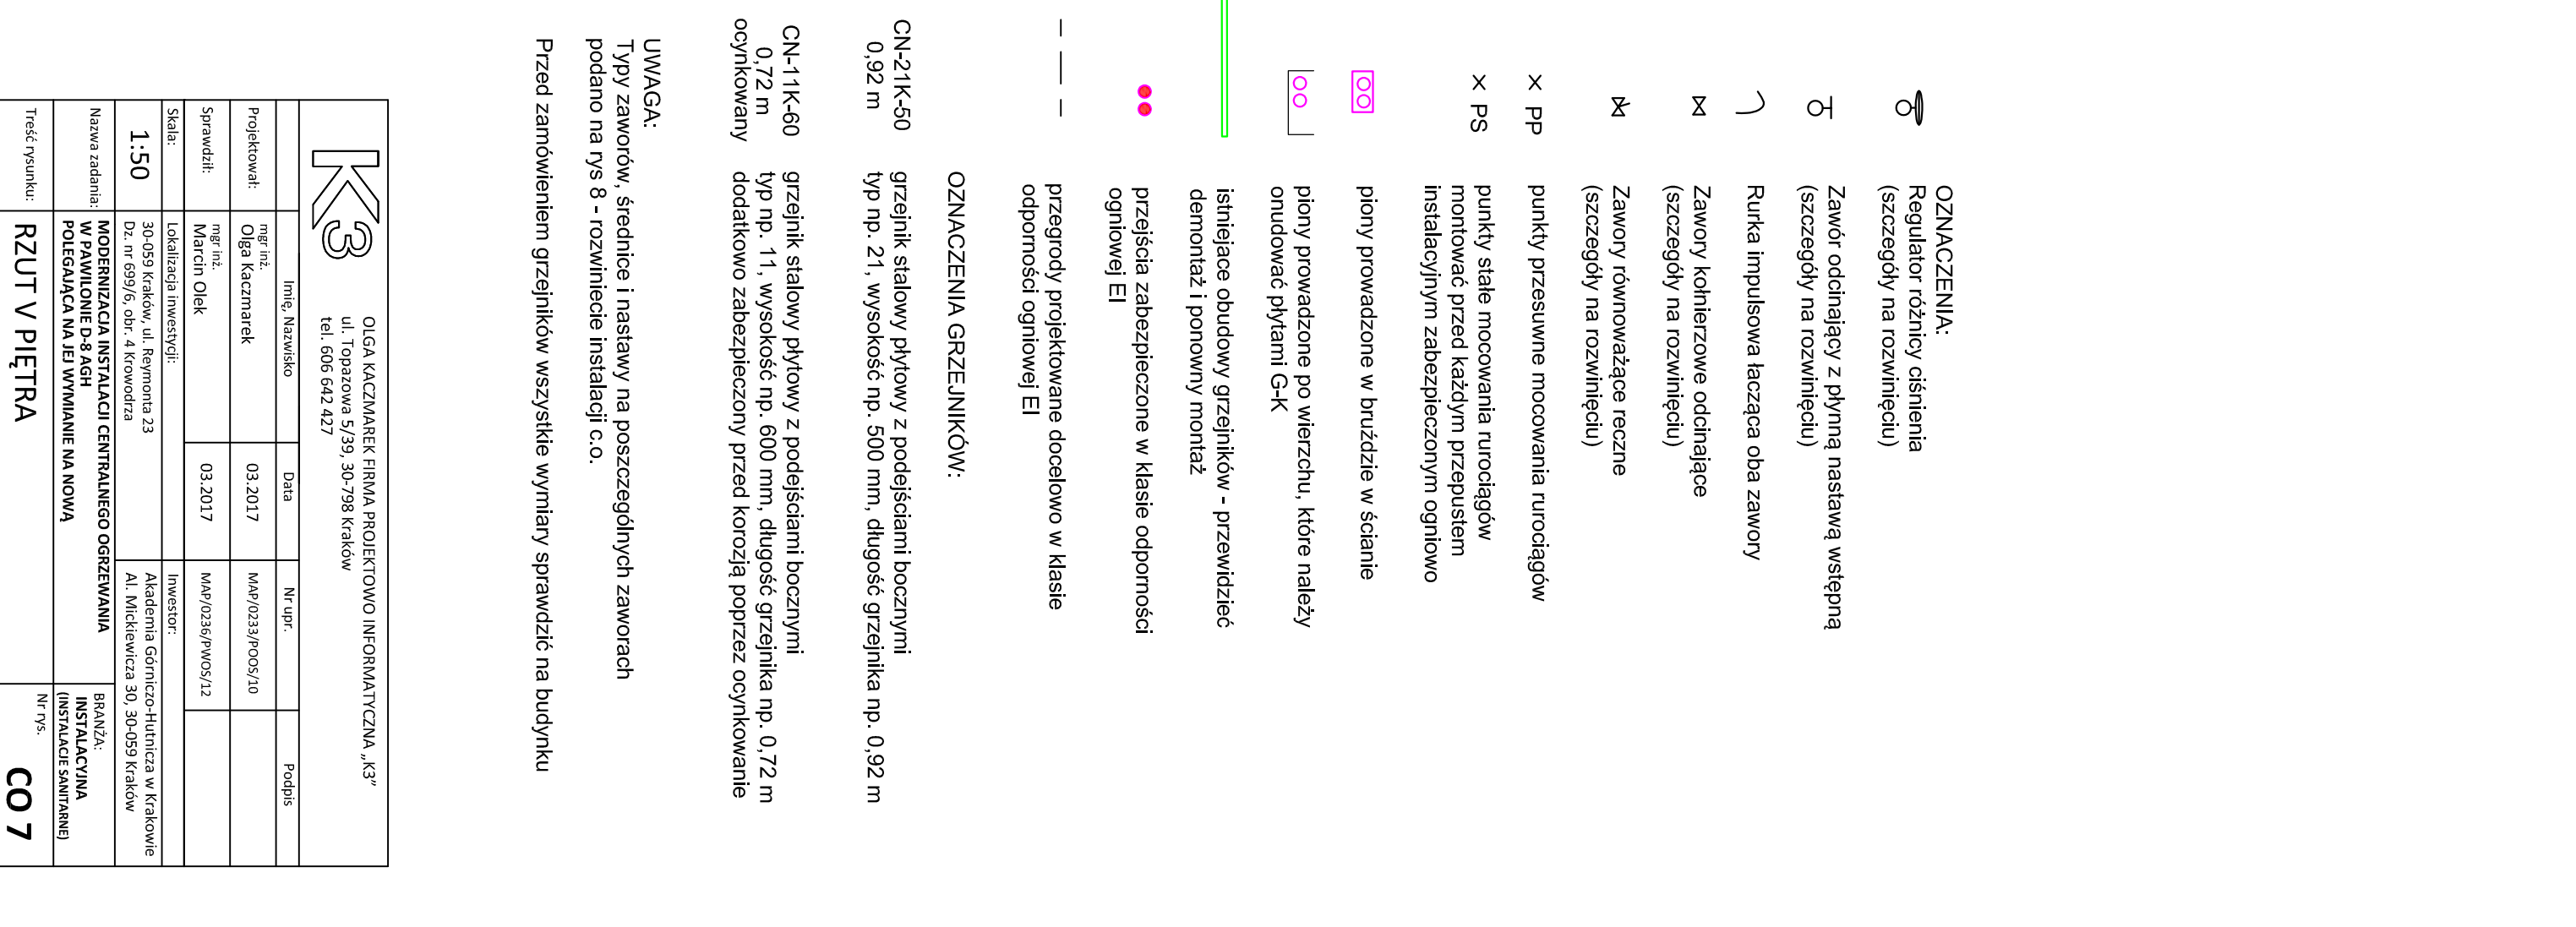 OZNACZENIA:
Regulator różnicy ciśnienia
(szczegóły na rozwinięciu)
Zawór odcinający z płynną nastawą wstępną
(szczegóły na rozwinięciu)
Rurka impulsowa łacząca oba zawory
Zawory kołnierzowe odcinające
(szczegóły na rozwinięciu)
Zawory równoważące reczne
(szczegóły na rozwinięciu)
PP punkty przesuwne mocowania rurociągów
PS punkty stałe mocowania rurociągów
montować przed każdym przepustem
instalacyjnym zabezpieczonym ogniowo
piony prowadzone w bruździe w ścianie
piony prowadzone po wierzchu, które należy
onudować płytami G-K
istniejace obudowy grzejników - przewidzieć
demontaż i ponowny montaż
przejścia zabezpieczone w klasie odporności
ogniowej EI
przegrody projektowane docelowo w klasie
odporności ogniowej EI
OZNACZENIA GRZEJNIKÓW:
CN-21K-50 grzejnik stalowy płytowy z podejściami bocznymi
0,92 m typ np. 21, wysokość np. 500 mm, długość grzejnika np. 0,92 m
CN-11K-60 grzejnik stalowy płytowy z podejściami bocznymi
0,72 m typ np. 11, wysokość np. 600 mm, długość grzejnika np. 0,72 m
ocynkowany dodatkowo zabezpieczony przed korozją poprzez ocynkowanie
UWAGA:
Typy zaworów, średnice i nastawy na poszczególnych zaworach
podano na rys 8 - rozwiniecie instalacji c.o.
Przed zamówieniem grzejników wszystkie wymiary sprawdzić na budynku
K3
OLGA KACZMAREK FIRMA PROJEKTOWO INFORMATYCZNA „K3”
ul. Topazowa 5/39, 30-798 Kraków
tel. 606 642 427
Imię, Nazwisko Data Nr upr. Podpis
Projektował: mgr inż.
Olga Kaczmarek 03.2017 MAP/0233/POOS/10
Sprawdził: mgr inż.
Marcin Olek 03.2017 MAP/0236/PWOS/12
Skala: Lokalizacja inwestycji: Inwestor:
1:50
30-059 Kraków, ul. Reymonta 23
Dz. nr 699/6, obr. 4 Krowodrza
Akademia Górniczo-Hutnicza w Krakowie
Al. Mickiewicza 30, 30-059 Kraków
Nazwa zadania:
MODERNIZACJA INSTALACJI CENTRALNEGO OGRZEWANIA
W PAWILONIE D-8 AGH
POLEGAJĄCA NA JEJ WYMIANIE NA NOWĄ
BRANŻA:
INSTALACYJNA
(INSTALACJE SANITARNE)
Treść rysunku:
RZUT V PIĘTRA
Nr rys.
CO 7